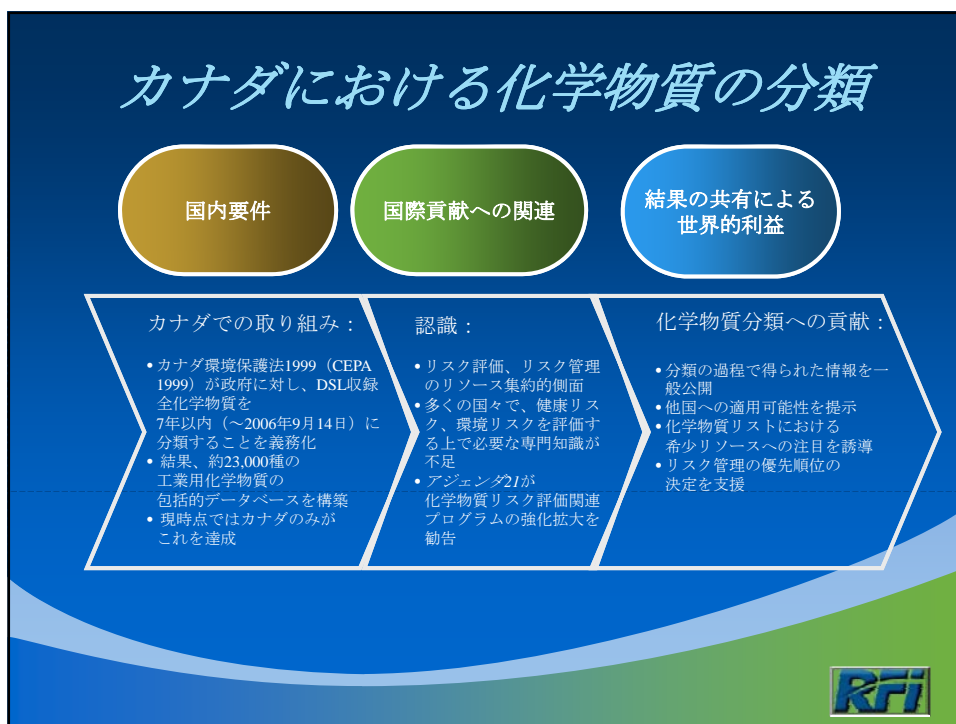 カナダにおける化学物質の分類
国内要件
国際貢献への関連
結果の共有による
世界的利益
カナダでの取り組み：
• カナダ環境保護法1999（CEPA
1999）が政府に対し、DSL収録
全化学物質を
7年以内（～2006年9月14日）に
分類することを義務化
• 結果、約23,000種の
工業用化学物質の
包括的データベースを構築
• 現時点ではカナダのみが
これを達成
認識：
• リスク評価、リスク管理
のリソース集約的側面
• 多くの国々で、健康リス
ク、環境リスクを評価す
る上で必要な専門知識が
不足
• アジェンダ21が
化学物質リスク評価関連
プログラムの強化拡大を
勧告
化学物質分類への貢献：
• 分類の過程で得られた情報を一
般公開
• 他国への適用可能性を提示
• 化学物質リストにおける
希少リソースへの注目を誘導
• リスク管理の優先順位の
決定を支援
RFi